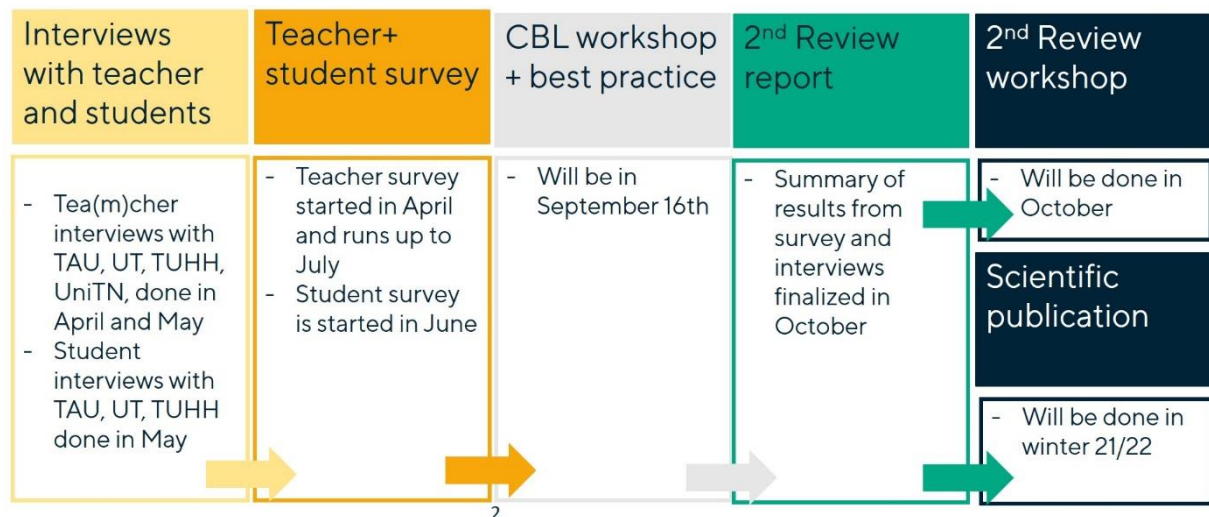 Interviews
with teacher
and students
Teacher+
student survey
CBL workshop
+ best practice
2nd Review
report
2nd Review
workshop
- Tea(m)cher
interviews with
TAU, UT, TUHH,
UniTN, done in
April and May
- Student
interviews with
TAU, UT, TUHH
done in May
- Teacher survey
started in April
and runs up to
July
- Student survey
is started in June
- Will be in
September 16th
- Summary of
results from
survey and
interviews
finalized in
October
- Will be done in
October
Scientific
publication
- Will be done in
winter 21/22
2